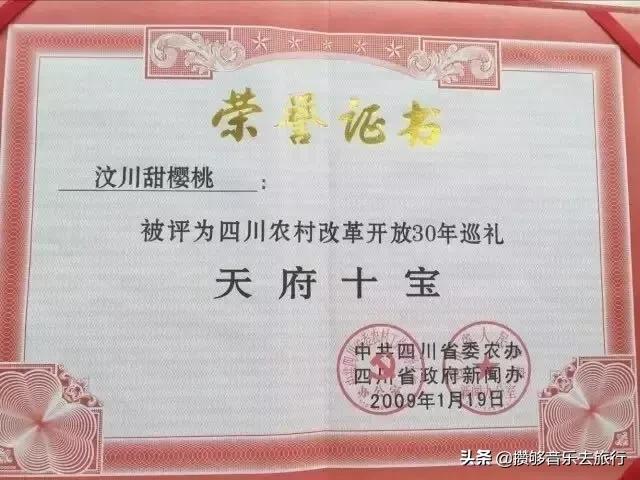 荣誉证书
汶川甜樱桃：
被评为四川农村改革开放30年巡礼
天府十宝
中共四川省委农办
四川省政府新闻办
2009年1月19日
头条 @攒够音乐去旅行